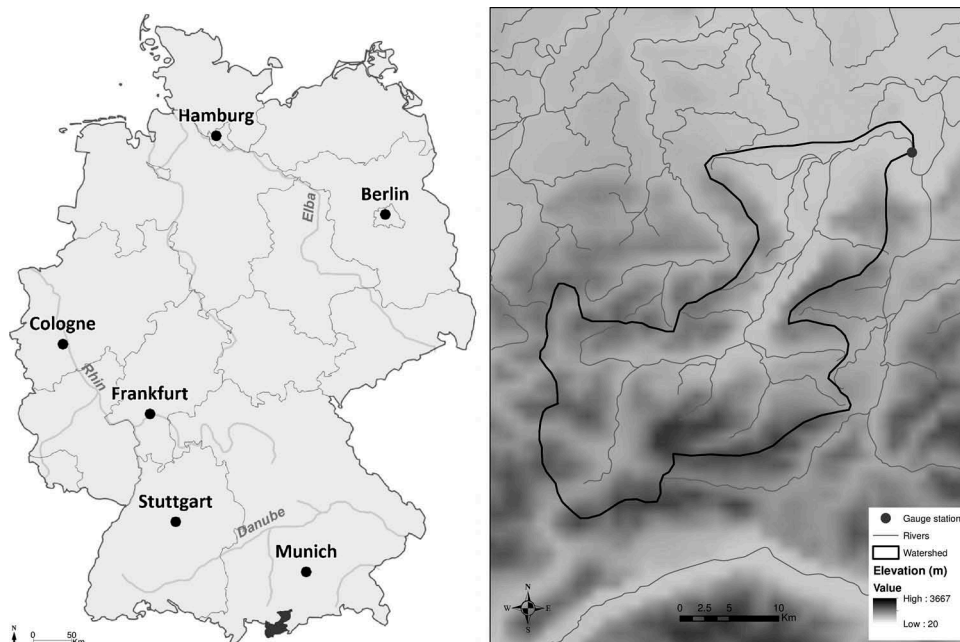 Hamburg
Berlin
Elba
Cologne
Rhin
Frankfurt
Stuttgart
Danube
Munich
N
0 50
Km
N
W E
S
0 2.5 5 10
Km
Gauge station
Rivers
Watershed
Elevation (m)
Value
High : 3667
Low : 20